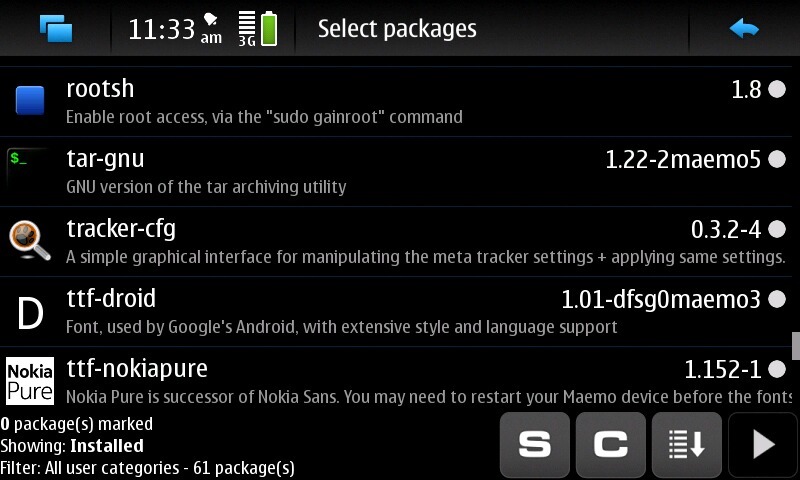 11:33 am 3G Select packages
rootsh 1.8
Enable root access, via the "sudo gainroot" command
$_
tar-gnu 1.22-2maemo5
GNU version of the tar archiving utility
tracker-cfg 0.3.2-4
A simple graphical interface for manipulating the meta tracker settings + applying same settings.
D
ttf-droid 1.01-dfsg0maemo3
Font, used by Google's Android, with extensive style and language support
Nokia
Pure
ttf-nokiapure 1.152-1
Nokia Pure is successor of Nokia Sans. You may need to restart your Maemo device before the fonts
0 package(s) marked
Showing: Installed
Filter: All user categories - 61 package(s)
S C